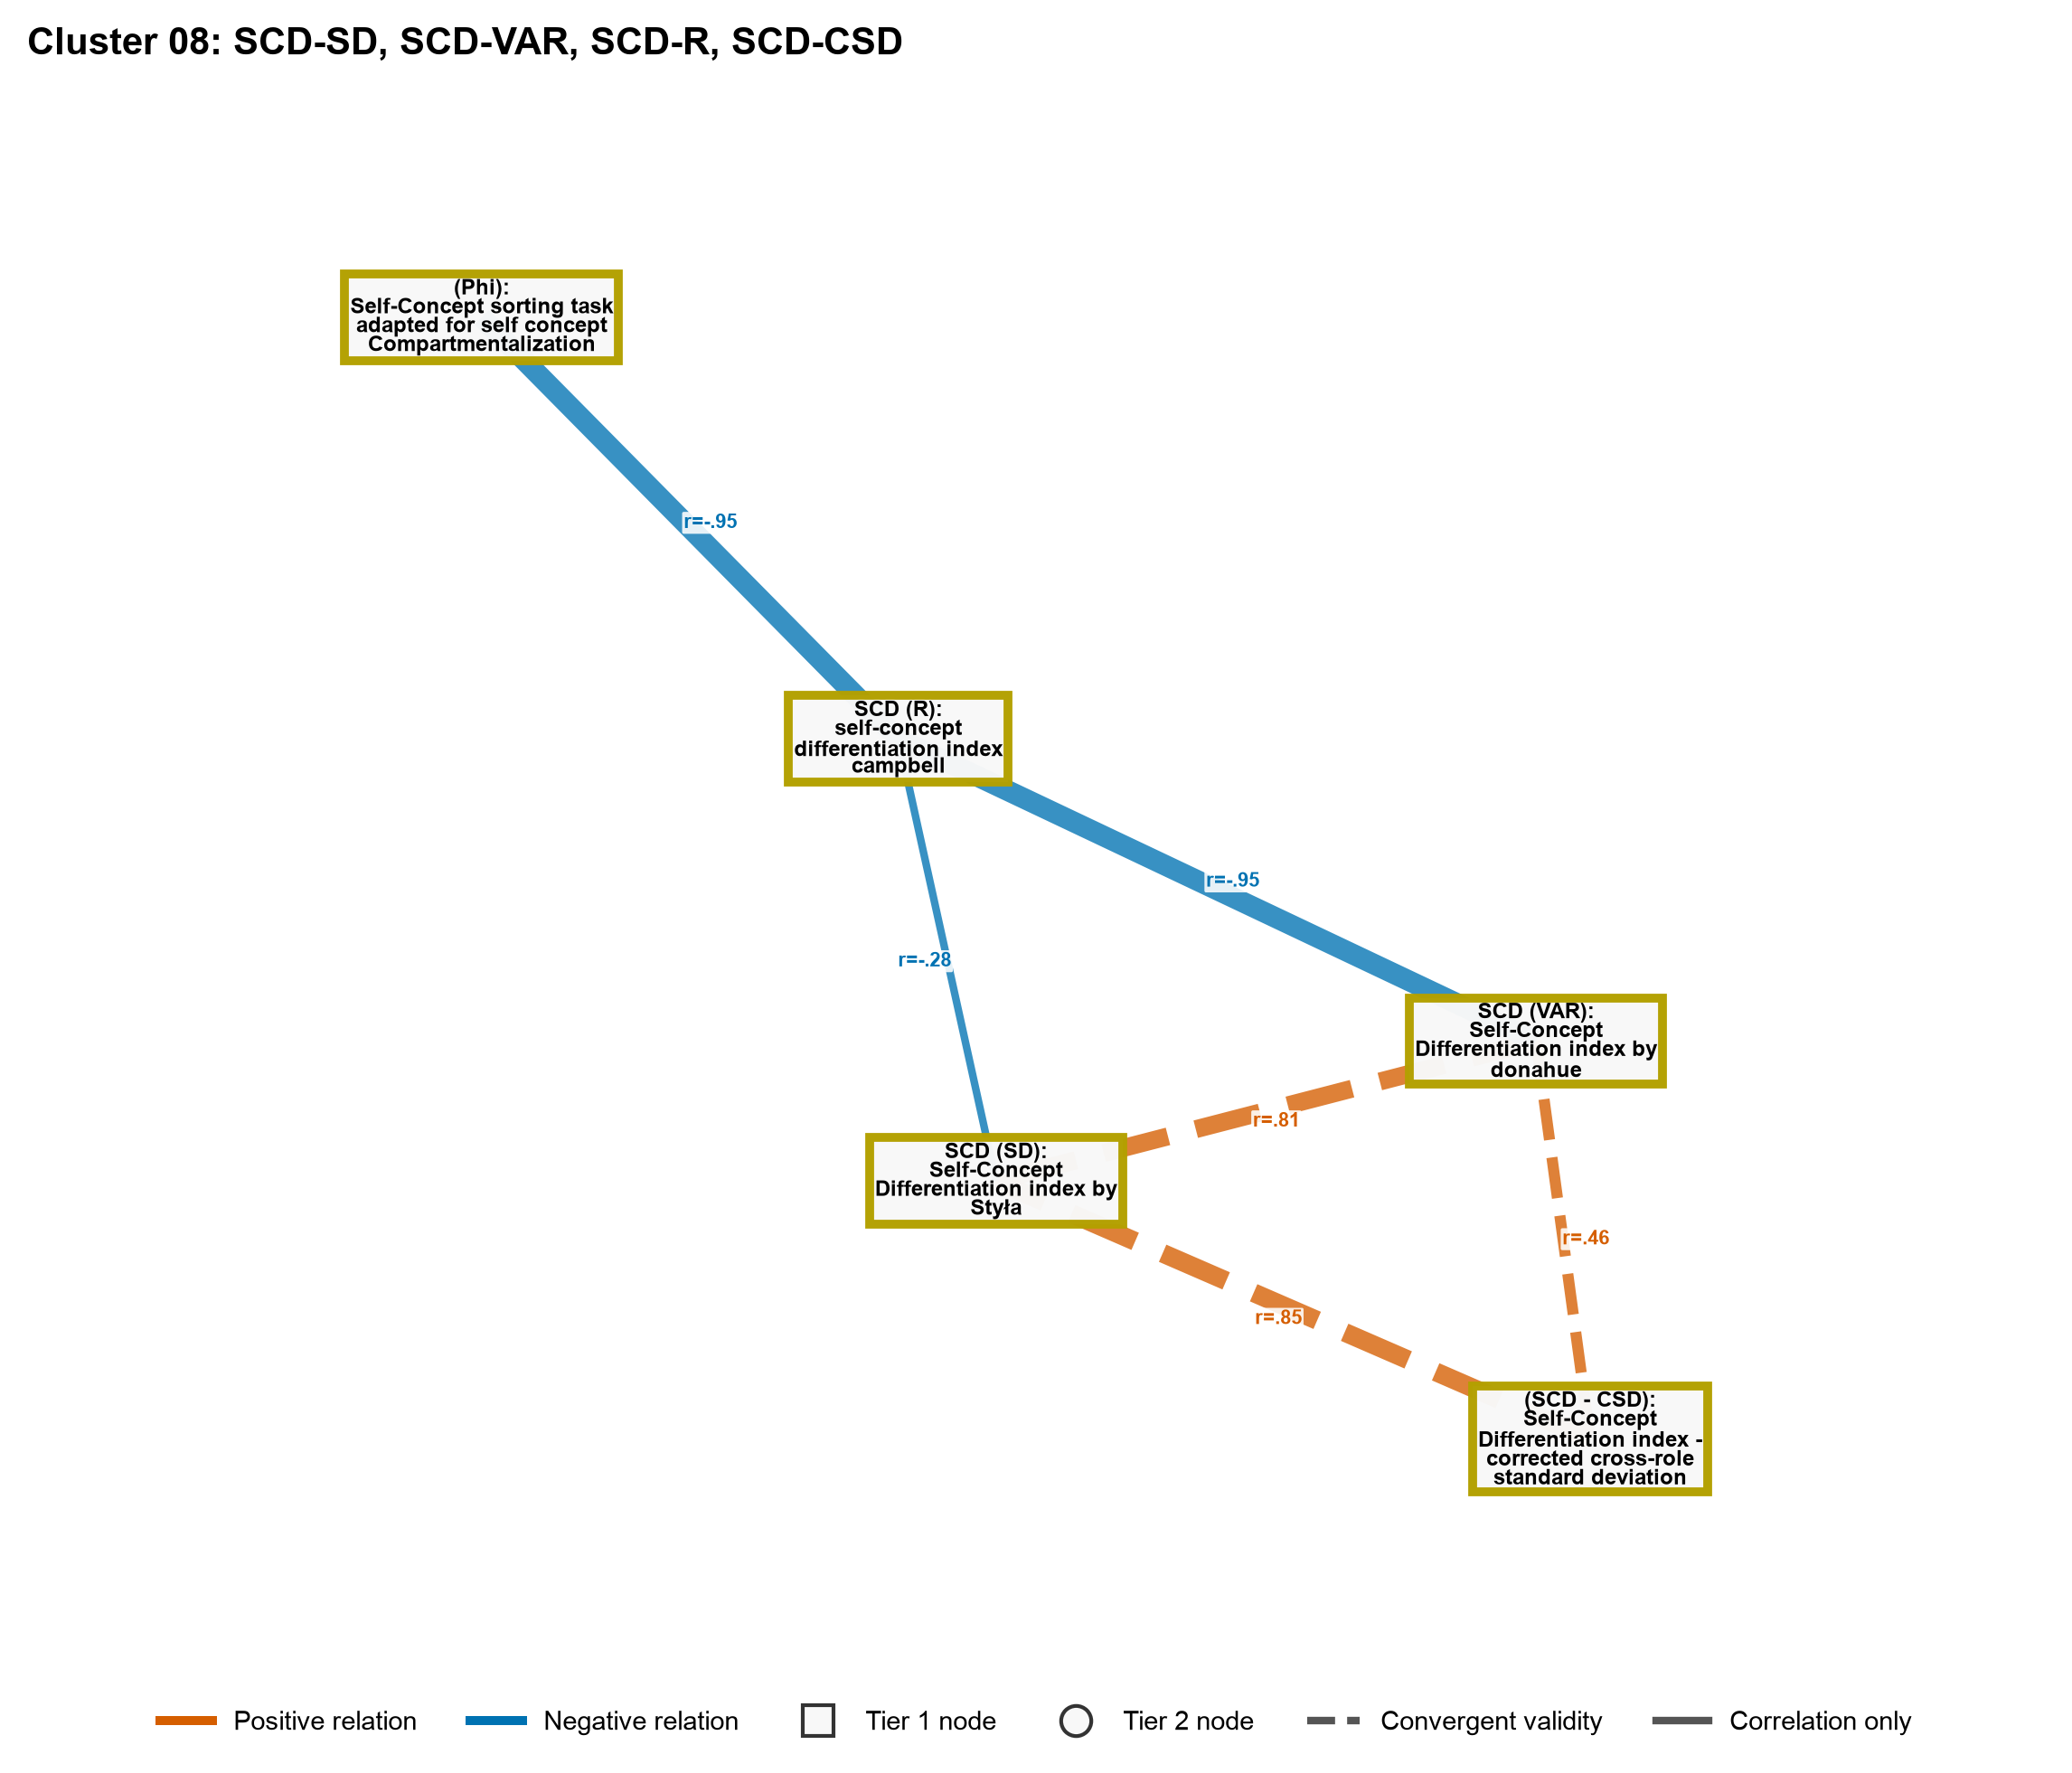 Cluster 08: SCD-SD, SCD-VAR, SCD-R, SCD-CSD
(Phi):
Self-Concept sorting task
adapted for self concept
Compartmentalization
r=-.95
SCD (R):
self-concept
differentiation index
campbell
r=-.95
r=-.28
SCD (VAR):
Self-Concept
Differentiation index by
donahue
r=.81
SCD (SD):
Self-Concept
Differentiation index by
Styła
r=.46
r=.85
(SCD - CSD):
Self-Concept
Differentiation index -
corrected cross-role
standard deviation
Positive relation
Negative relation
Tier 1 node
Tier 2 node
Convergent validity
Correlation only